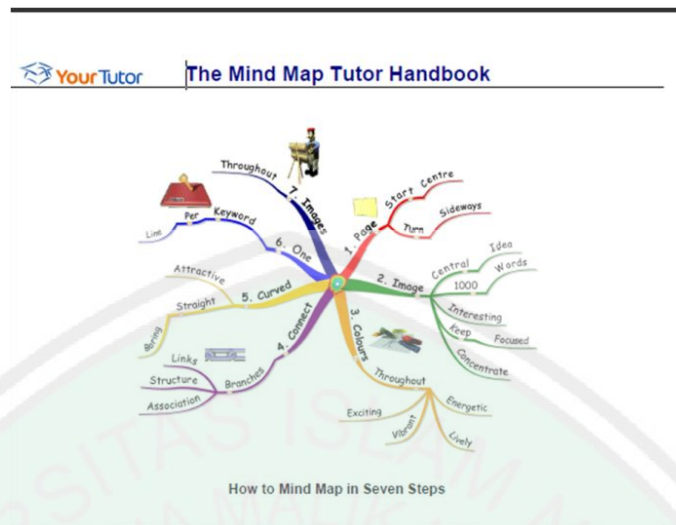 YourTutor
The Mind Map Tutor Handbook
1. Page
Start
Centre
Turn
Sideways
2. Image
Central
Idea
1000
Words
Interesting
Keep
Focused
Concentrate
3. Colours
Throughout
Energetic
Lively
Vibrant
Exciting
4. Connect
Branches
Links
Structure
Association
5. Curved
Attractive
Straight
Boring
6. One
Keyword
Per
Line
7. Images
Throughout
How to Mind Map in Seven Steps